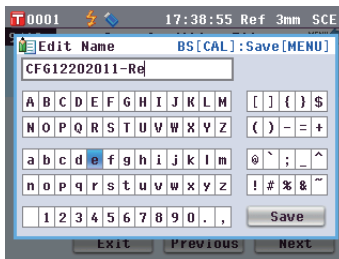 T0001 17:38:55 Ref 3mm SCE
Edit Name BS[CAL]:Save[MENU]
CFG12202011-Re
A B C D E F G H I J K L M [ ] { } $
N O P Q R S T U V W X Y Z ( ) - = +
a b c d e f g h i j k l m @ ` ; _ ^
n o p q r s t u v w x y z ! # % & ~
1 2 3 4 5 6 7 8 9 0 . , Save
Exit Previous Next